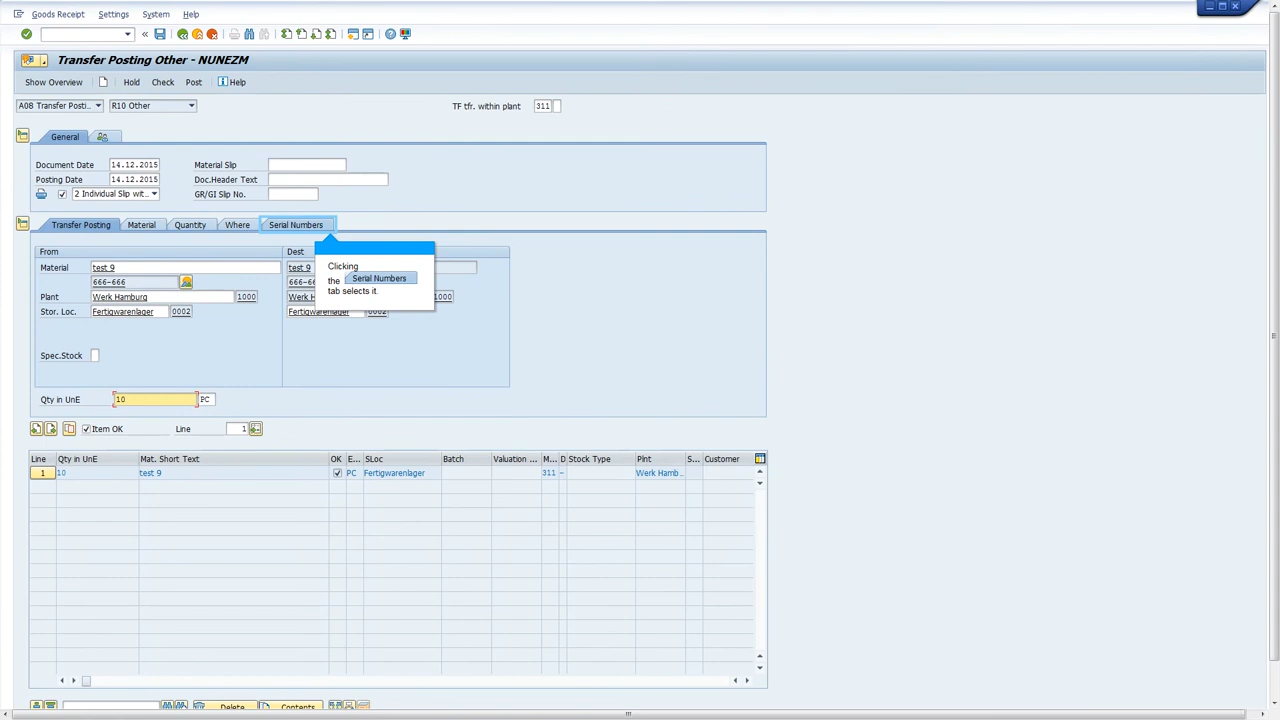 Goods Receipt Settings System Help
Transfer Posting Other - NUNEZM
Show Overview Hold Check Post Help
A08 Transfer Posti... R10 Other TF tfr. within plant 311
General
Document Date 14.12.2015 Material Slip
Posting Date 14.12.2015 Doc.Header Text
2 Individual Slip wit... GR/GI Slip No.
Transfer Posting Material Quantity Where Serial Numbers
From Dest
Material test 9 test 9
666-666 666-6
Plant Werk Hamburg 1000 Werk H 1000
Stor. Loc. Fertigwarenlager 0002 Fertigwarenlager 0002
Clicking
the Serial Numbers
tab selects it.
Spec.Stock
Qty in UnE 10 PC
Item OK Line 1
Line Qty in UnE Mat. Short Text OK E... SLoc Batch Valuation ... M... D Stock Type Plnt S... Customer
1 10 test 9 PC Fertigwarenlager 311 – Werk Hamb...
Delete Contents